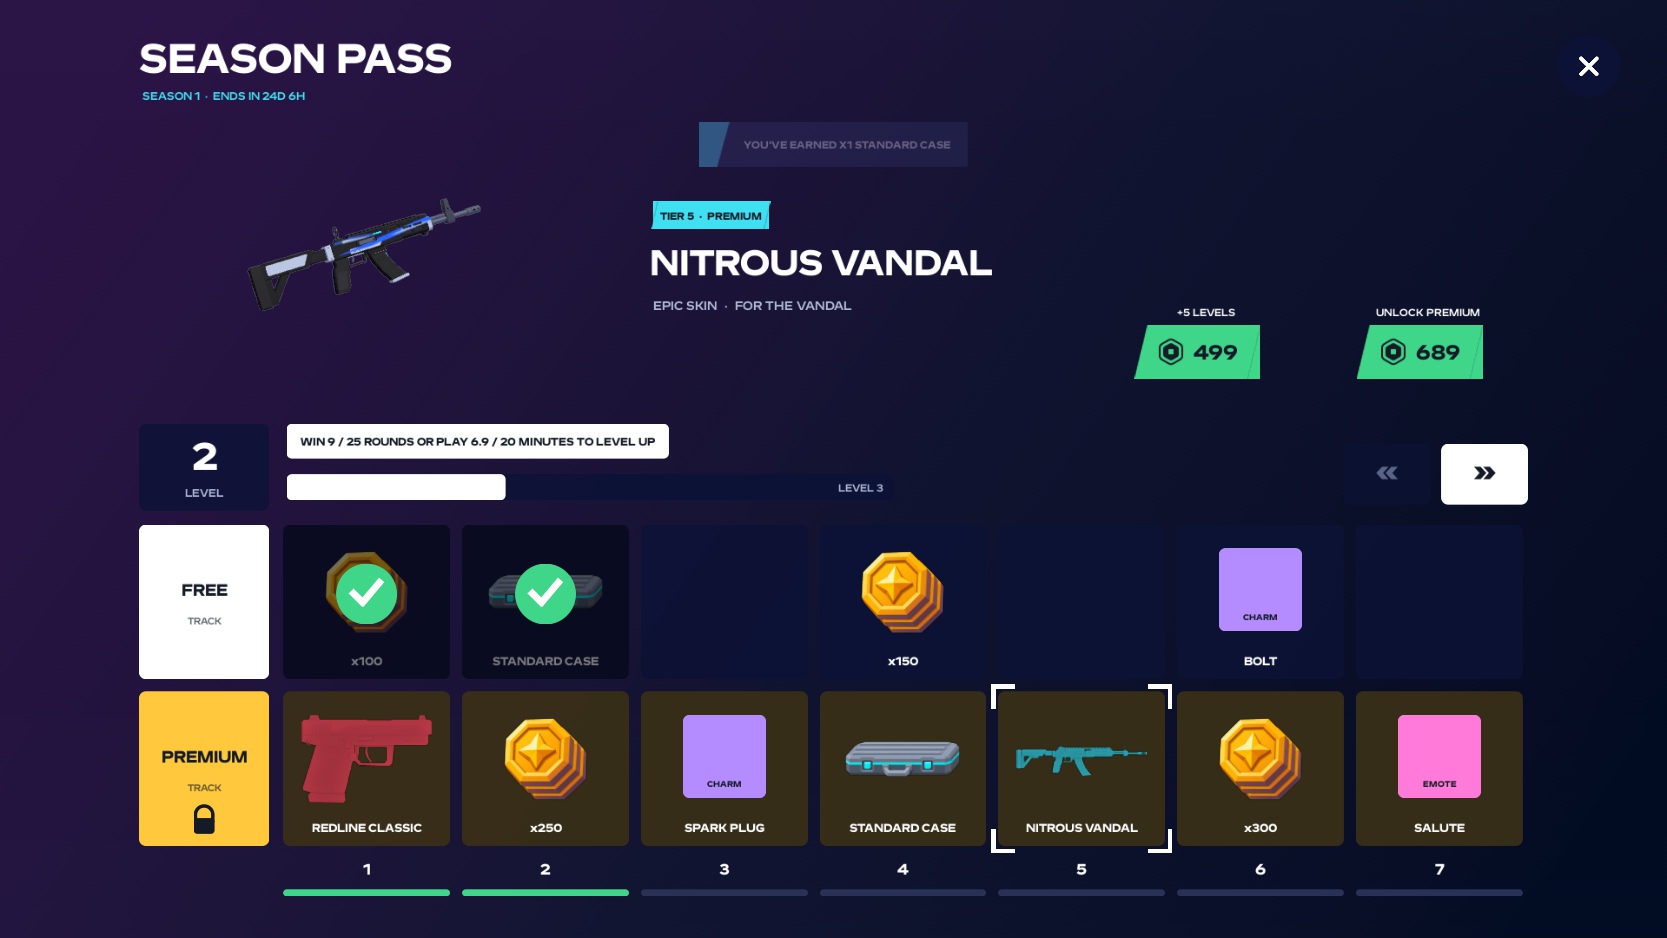 SEASON PASS
SEASON 1 · ENDS IN 24D 6H
YOU'VE EARNED X1 STANDARD CASE
TIER 5 · PREMIUM
NITROUS VANDAL
EPIC SKIN · FOR THE VANDAL
+5 LEVELS
UNLOCK PREMIUM
499
689
2
LEVEL
WIN 9 / 25 ROUNDS OR PLAY 6.9 / 20 MINUTES TO LEVEL UP
LEVEL 3
FREE
TRACK
x100
STANDARD CASE
x150
CHARM
BOLT
PREMIUM
TRACK
REDLINE CLASSIC
x250
CHARM
SPARK PLUG
STANDARD CASE
NITROUS VANDAL
x300
EMOTE
SALUTE
1
2
3
4
5
6
7